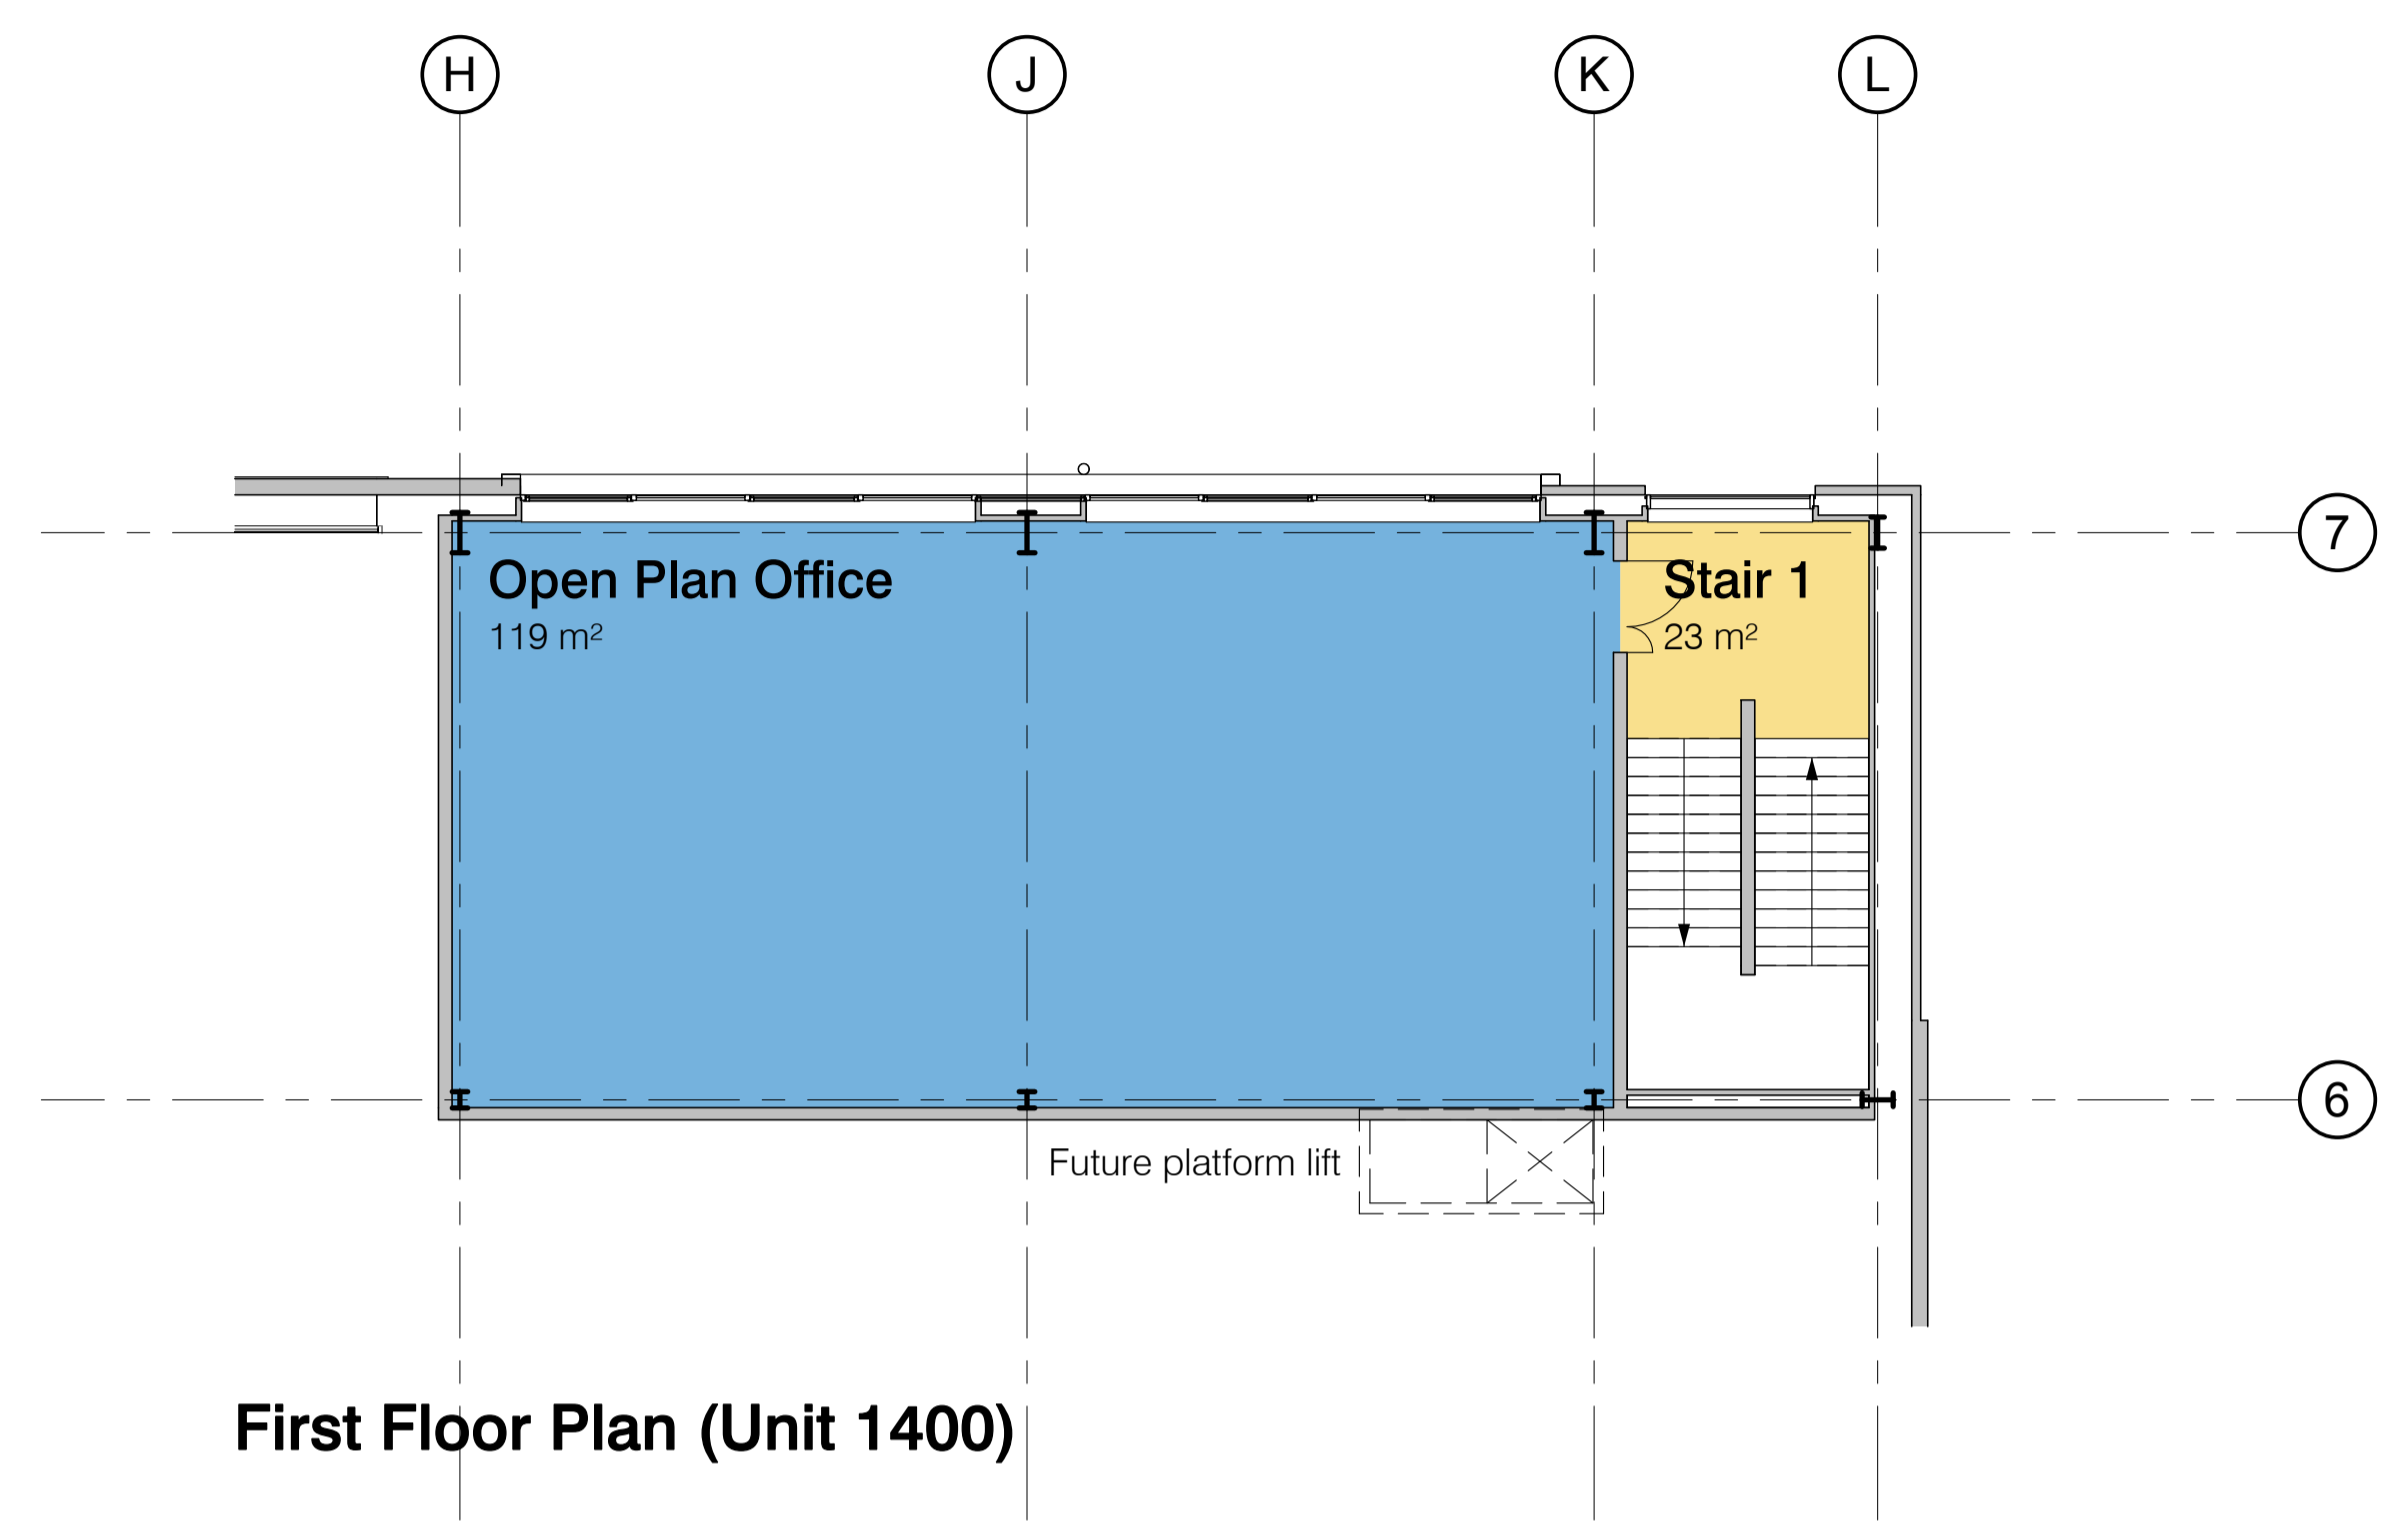 H
J
K
L
7
Open Plan Office
119 m²
Stair 1
23 m²
6
Future platform lift
First Floor Plan (Unit 1400)